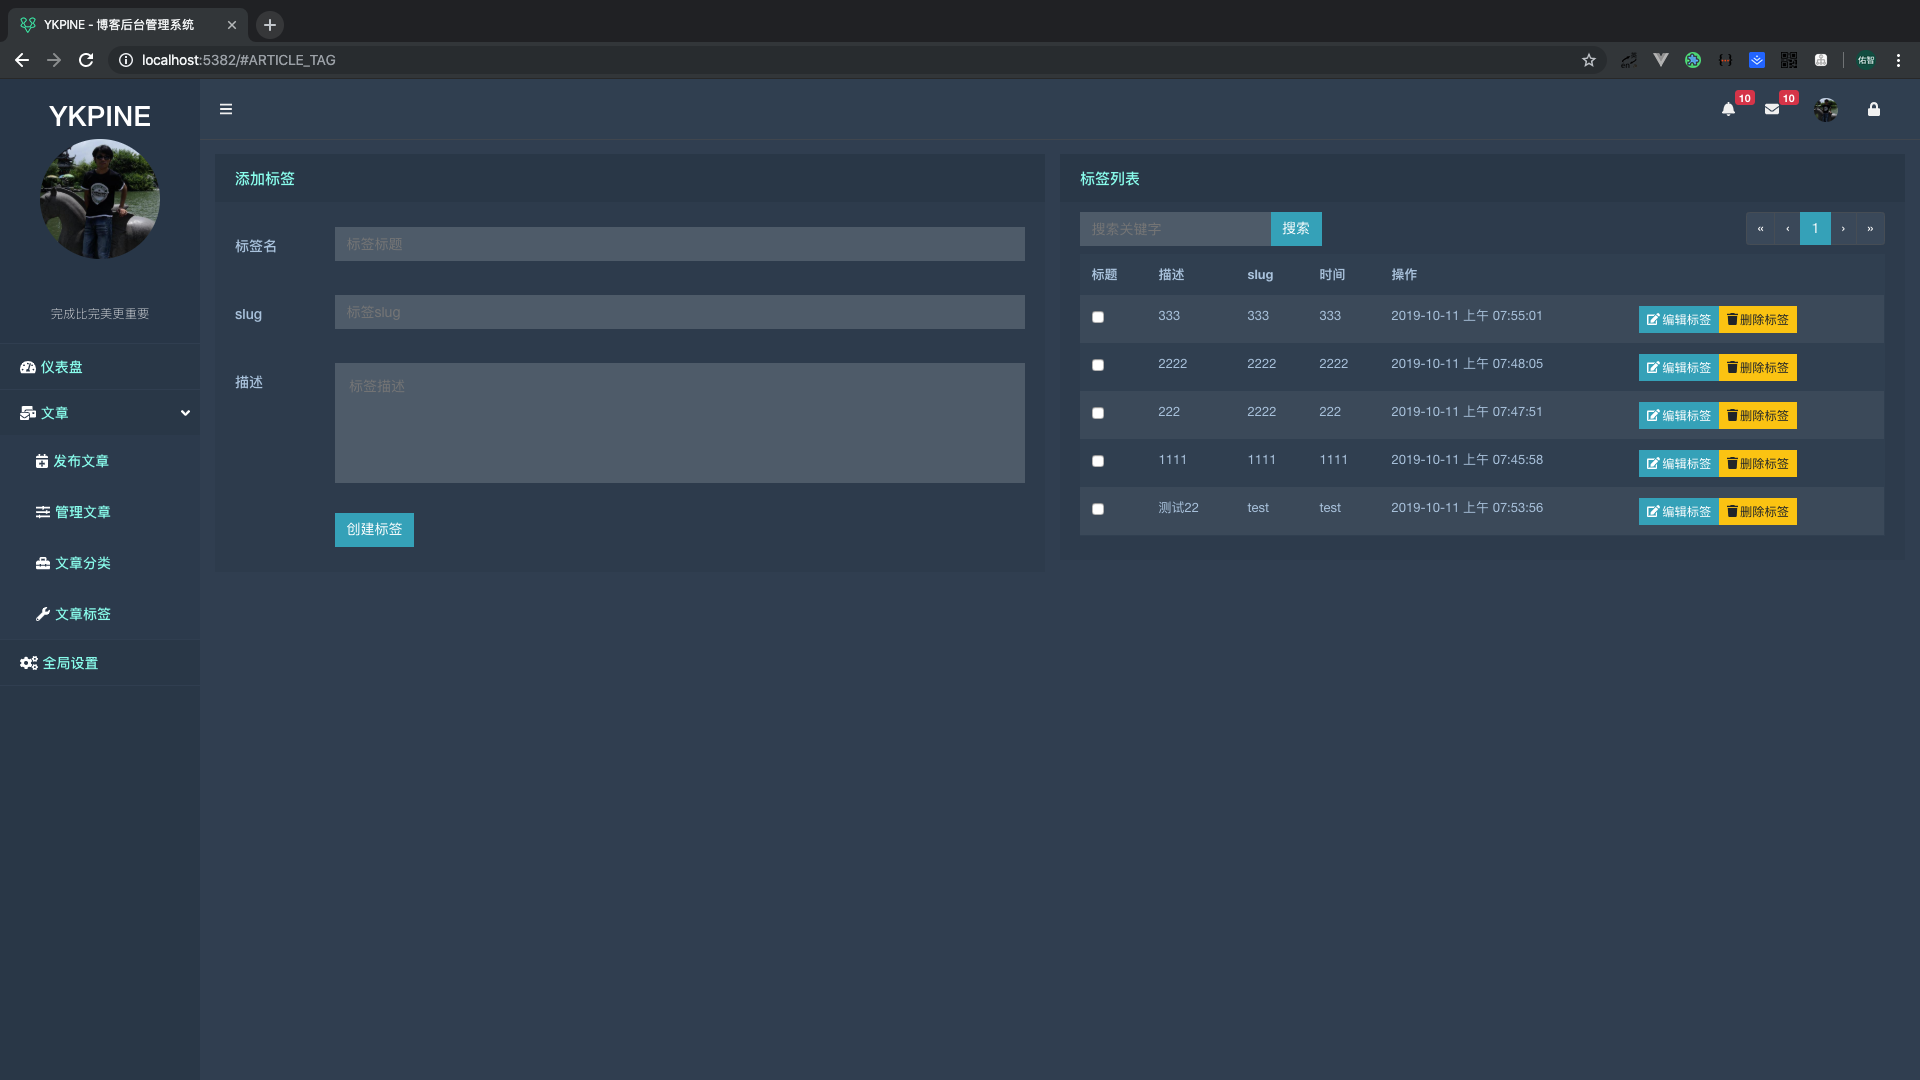 YKPINE - 博客后台管理系统
localhost:5382/#ARTICLE_TAG
佑智
YKPINE
完成比完美更重要
仪表盘
文章
发布文章
管理文章
文章分类
文章标签
全局设置
10
10
添加标签
标签名
标签标题
slug
标签slug
描述
标签描述
创建标签
标签列表
搜索关键字 搜索
« ‹ 1 › »
标题 描述 slug 时间 操作
333 333 333 2019-10-11 上午 07:55:01 编辑标签 删除标签
2222 2222 2222 2019-10-11 上午 07:48:05 编辑标签 删除标签
222 2222 222 2019-10-11 上午 07:47:51 编辑标签 删除标签
1111 1111 1111 2019-10-11 上午 07:45:58 编辑标签 删除标签
测试22 test test 2019-10-11 上午 07:53:56 编辑标签 删除标签